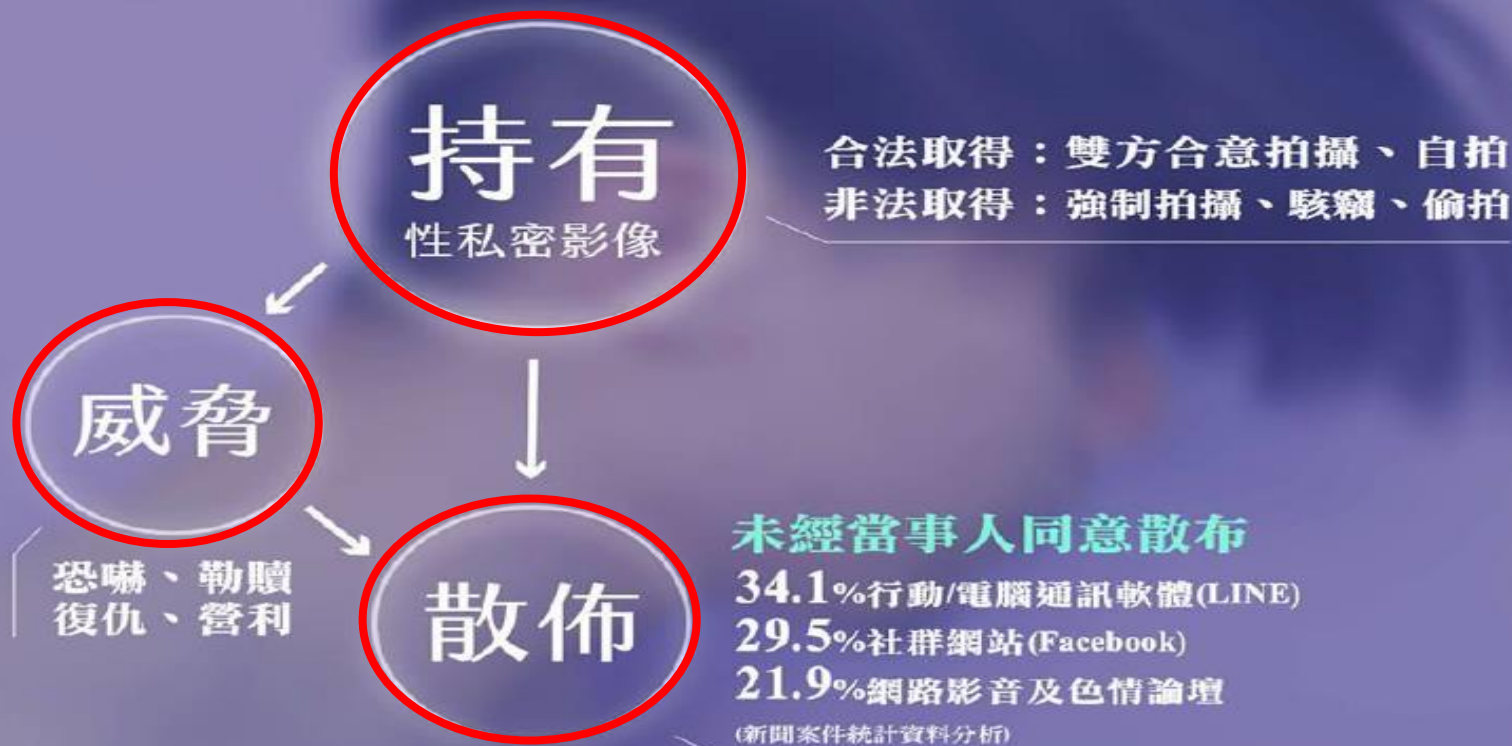 持有
性私密影像
合法取得：雙方合意拍攝、自拍
非法取得：強制拍攝、駭竊、偷拍
威脅
恐嚇、勒贖
復仇、營利
散佈
未經當事人同意散布
34.1%行動/電腦通訊軟體(LINE)
29.5%社群網站(Facebook)
21.9%網路影音及色情論壇
(新聞案件統計資料分析)